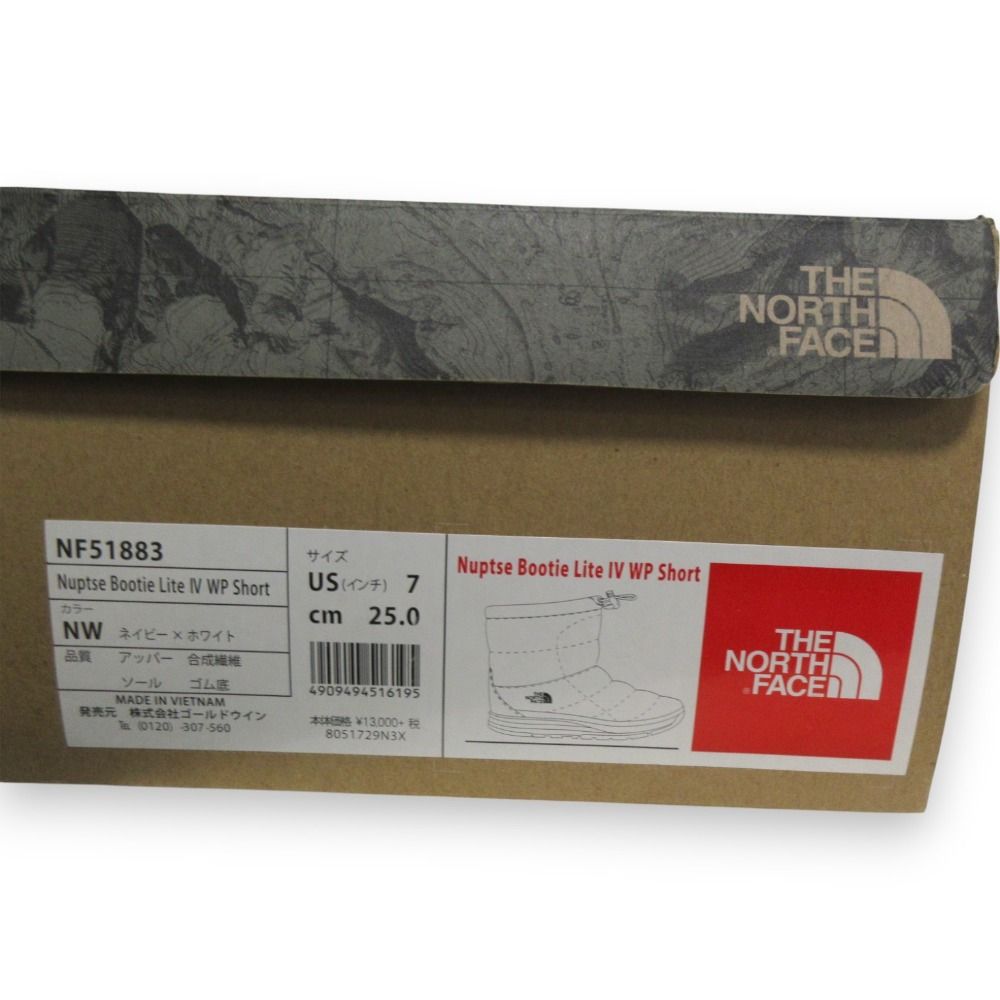 THE
NORTH
FACE
NF51883
Nuptse Bootie Lite IV WP Short
カラー
NW ネイビー×ホワイト
品質 アッパー 合成繊維
ソール ゴム底
MADE IN VIETNAM
発売元 株式会社ゴールドウイン
℡ (0120) -307-560
サイズ
US (インチ) 7
cm 25.0
4909494516195
本体価格 ¥13,000+ 税
8051729N3X
Nuptse Bootie Lite IV WP Short
THE
NORTH
FACE